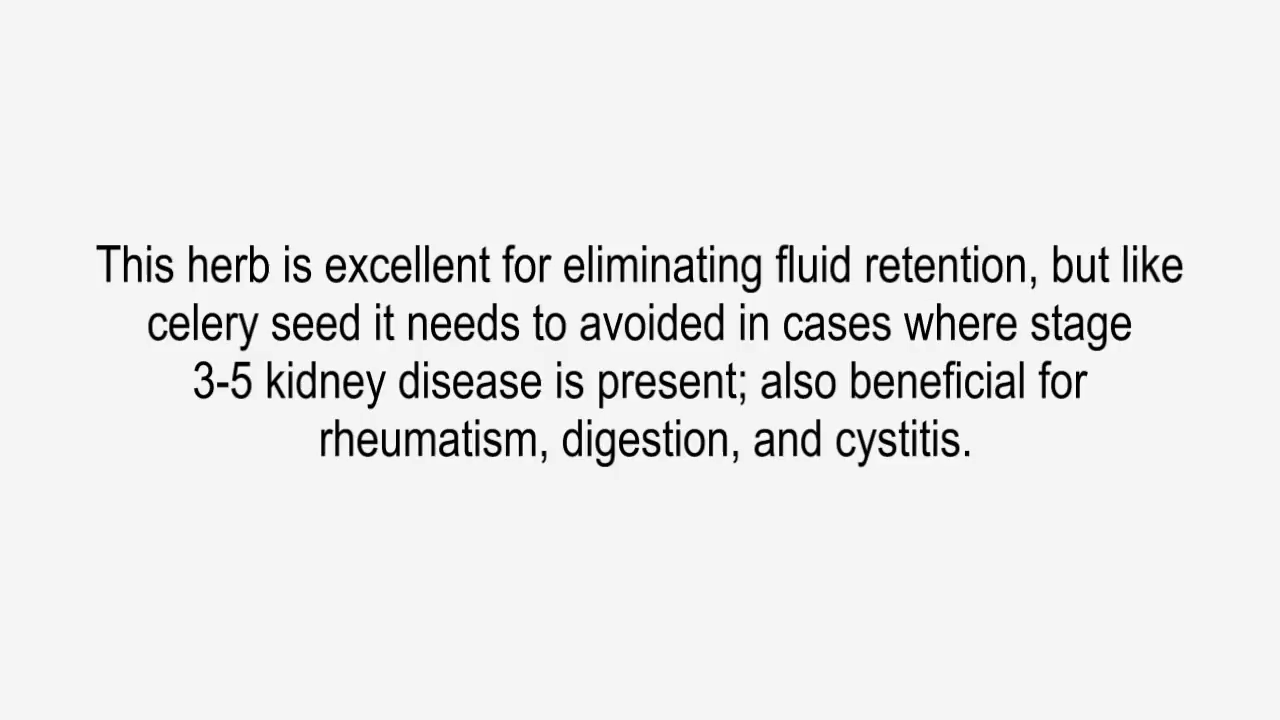 This herb is excellent for eliminating fluid retention, but like
celery seed it needs to avoided in cases where stage
3-5 kidney disease is present; also beneficial for
rheumatism, digestion, and cystitis.